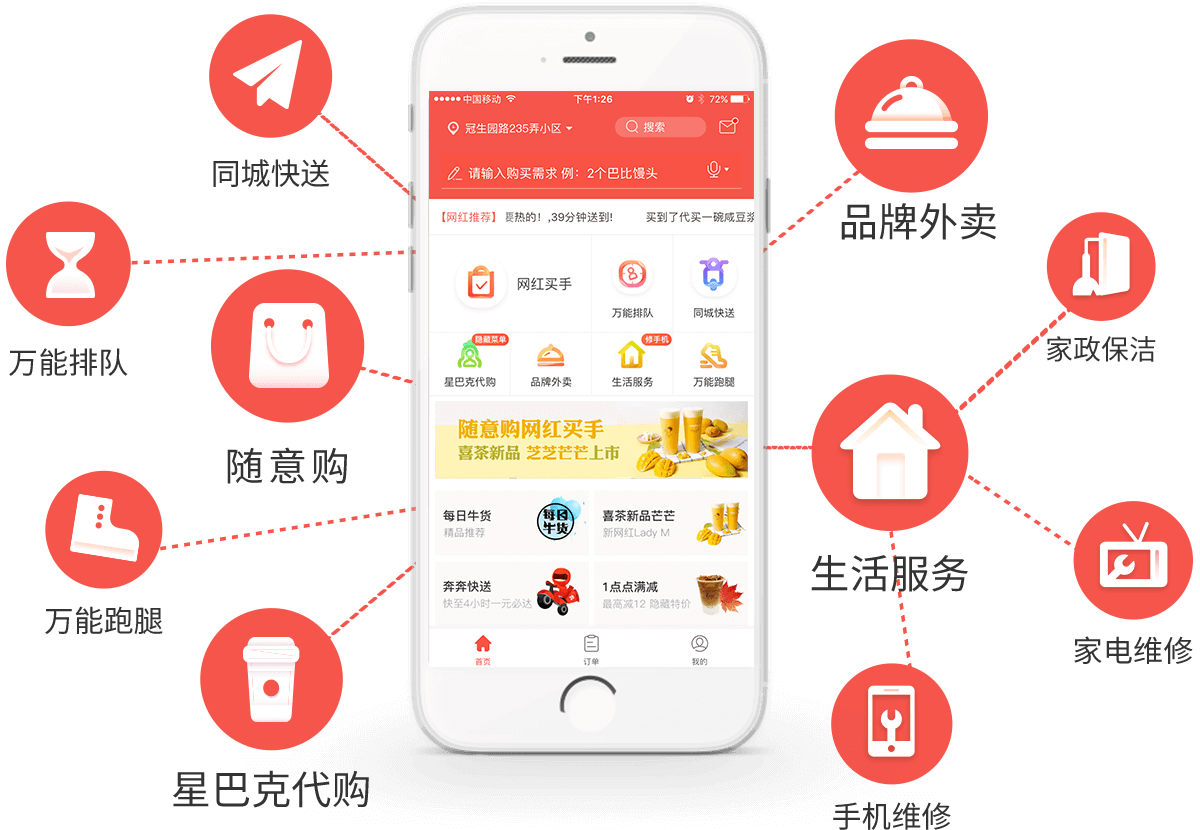 同城快送
万能排队
随意购
万能跑腿
星巴克代购
中国移动
下午1:26
72%
冠生园路235弄小区
搜索
请输入购买需求 例：2个巴比馒头
【网红推荐】
热的！,39分钟送到!
买到了代买一碗咸豆浆
网红买手
万能排队
同城快送
隐藏菜单
修手机
星巴克代购
品牌外卖
生活服务
万能跑腿
随意购网红买手
喜茶新品 芝芝芒芒上市
每日牛货
精品推荐
每日
牛货
喜茶新品芒芒
新网红Lady M
奔奔快送
快至4小时一元必达
1点点满减
最高减12 隐藏特价
首页
订单
我的
品牌外卖
家政保洁
生活服务
家电维修
手机维修